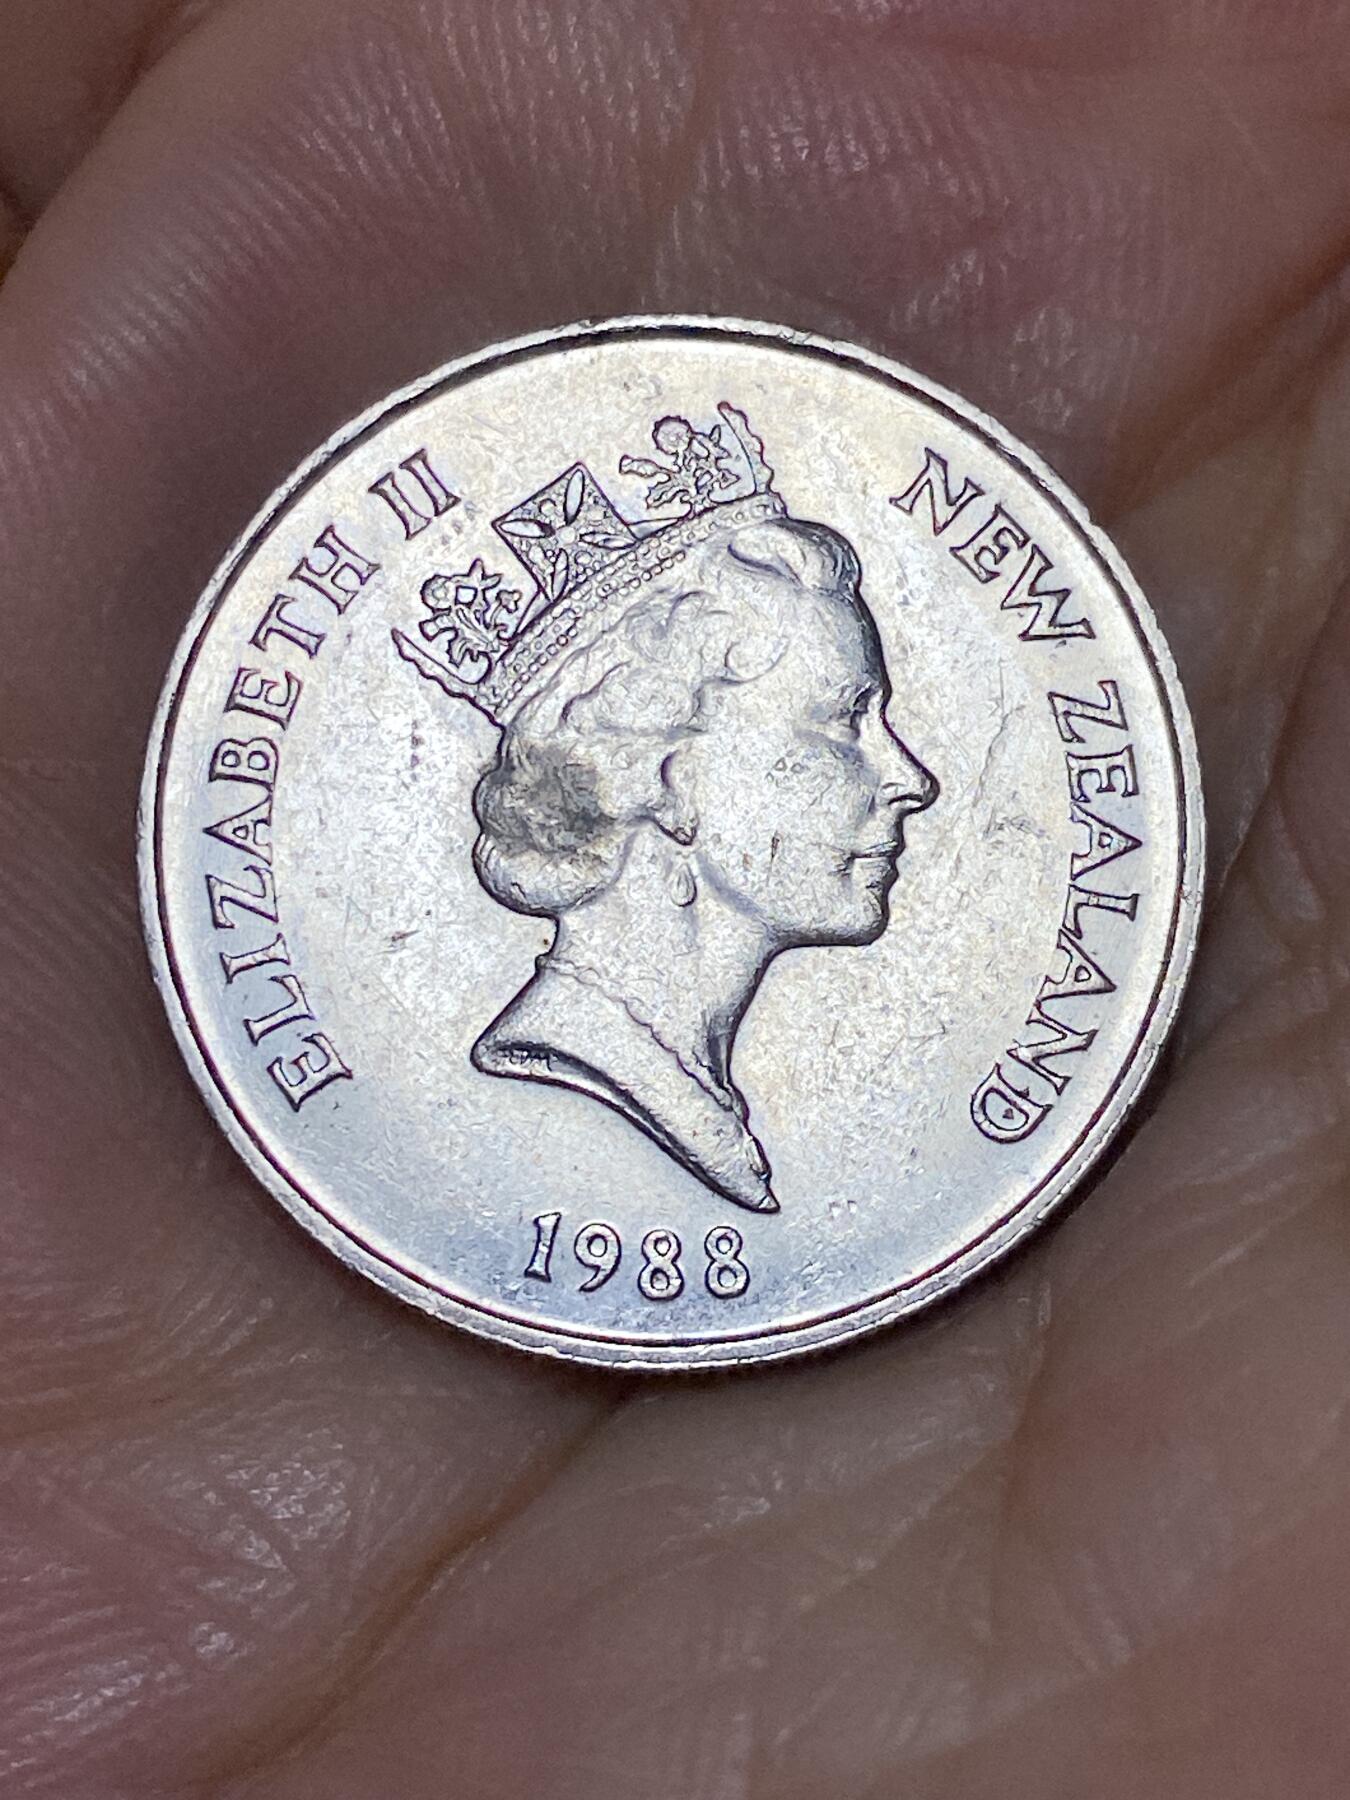 ELIZABETH II
NEW ZEALAND
1988